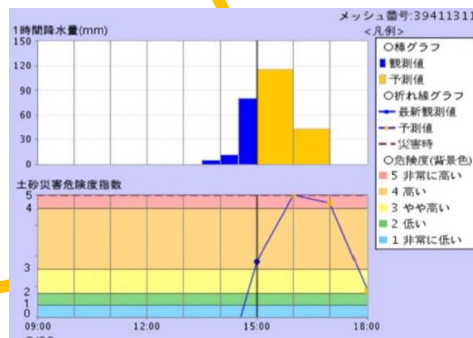 メッシュ番号:39411311
1時間降水量(mm)
<凡例>
150
120
90
60
30
0
○棒グラフ
観測値
予測値
○折れ線グラフ
最新観測値
予測値
災害時
○危険度(背景色)
5 非常に高い
4 高い
3 やや高い
2 低い
1 非常に低い
土砂災害危険度指数
5
4
3
2
1
0
09:00 12:00 15:00 18:00